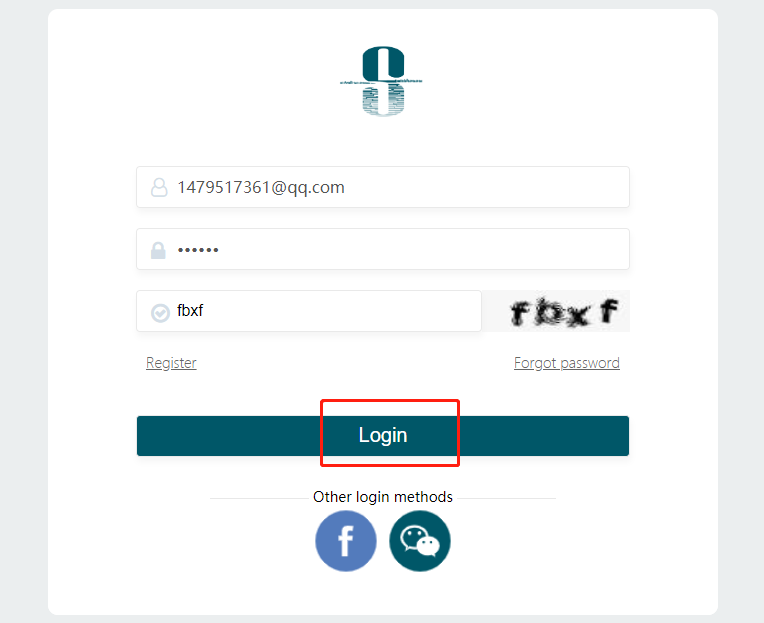 1479517361@qq.com
••••••
fbxf fbxf
Register Forgot password
Login
Other login methods